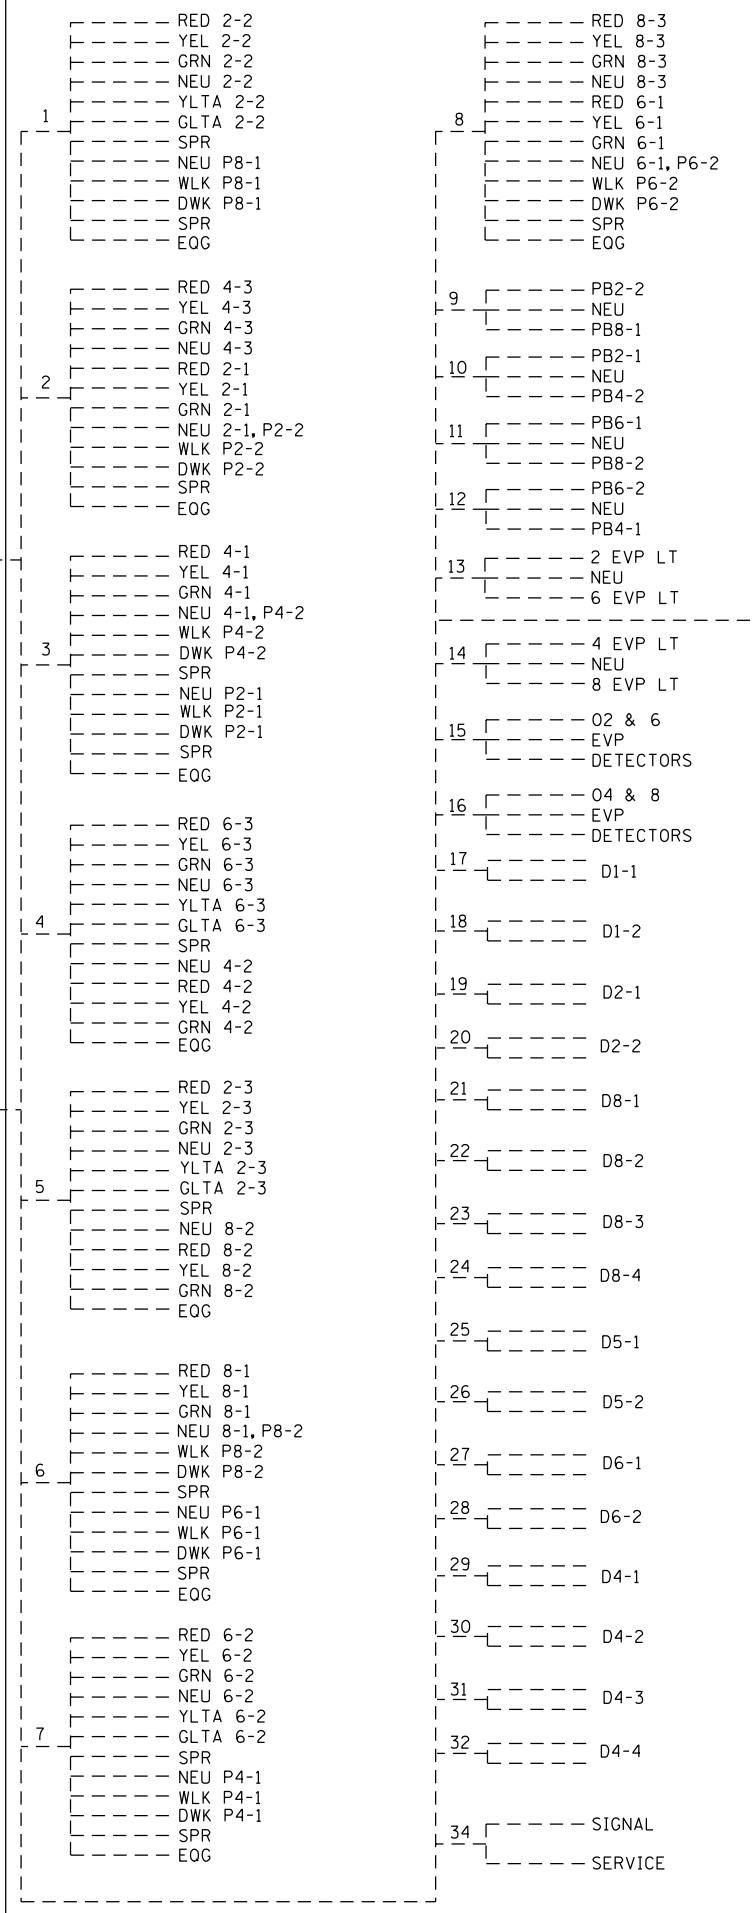 1
RED 2-2
YEL 2-2
GRN 2-2
NEU 2-2
YLTA 2-2
GLTA 2-2
SPR
NEU P8-1
WLK P8-1
DWK P8-1
SPR
EQG
2
RED 4-3
YEL 4-3
GRN 4-3
NEU 4-3
RED 2-1
YEL 2-1
GRN 2-1
NEU 2-1, P2-2
WLK P2-2
DWK P2-2
SPR
EQG
3
RED 4-1
YEL 4-1
GRN 4-1
NEU 4-1, P4-2
WLK P4-2
DWK P4-2
SPR
NEU P2-1
WLK P2-1
DWK P2-1
SPR
EQG
4
RED 6-3
YEL 6-3
GRN 6-3
NEU 6-3
YLTA 6-3
GLTA 6-3
SPR
NEU 4-2
RED 4-2
YEL 4-2
GRN 4-2
EQG
5
RED 2-3
YEL 2-3
GRN 2-3
NEU 2-3
YLTA 2-3
GLTA 2-3
SPR
NEU 8-2
RED 8-2
YEL 8-2
GRN 8-2
EQG
6
RED 8-1
YEL 8-1
GRN 8-1
NEU 8-1, P8-2
WLK P8-2
DWK P8-2
SPR
NEU P6-1
WLK P6-1
DWK P6-1
SPR
EQG
7
RED 6-2
YEL 6-2
GRN 6-2
NEU 6-2
YLTA 6-2
GLTA 6-2
SPR
NEU P4-1
WLK P4-1
DWK P4-1
SPR
EQG
8
RED 8-3
YEL 8-3
GRN 8-3
NEU 8-3
RED 6-1
YEL 6-1
GRN 6-1
NEU 6-1, P6-2
WLK P6-2
DWK P6-2
SPR
EQG
9
PB2-2
NEU
PB8-1
10
PB2-1
NEU
PB4-2
11
PB6-1
NEU
PB8-2
12
PB6-2
NEU
PB4-1
13
2 EVP LT
NEU
6 EVP LT
14
4 EVP LT
NEU
8 EVP LT
15
O2 & 6
EVP
DETECTORS
16
O4 & 8
EVP
DETECTORS
17 D1-1
18 D1-2
19 D2-1
20 D2-2
21 D8-1
22 D8-2
23 D8-3
24 D8-4
25 D5-1
26 D5-2
27 D6-1
28 D6-2
29 D4-1
30 D4-2
31 D4-3
32 D4-4
34
SIGNAL
SERVICE